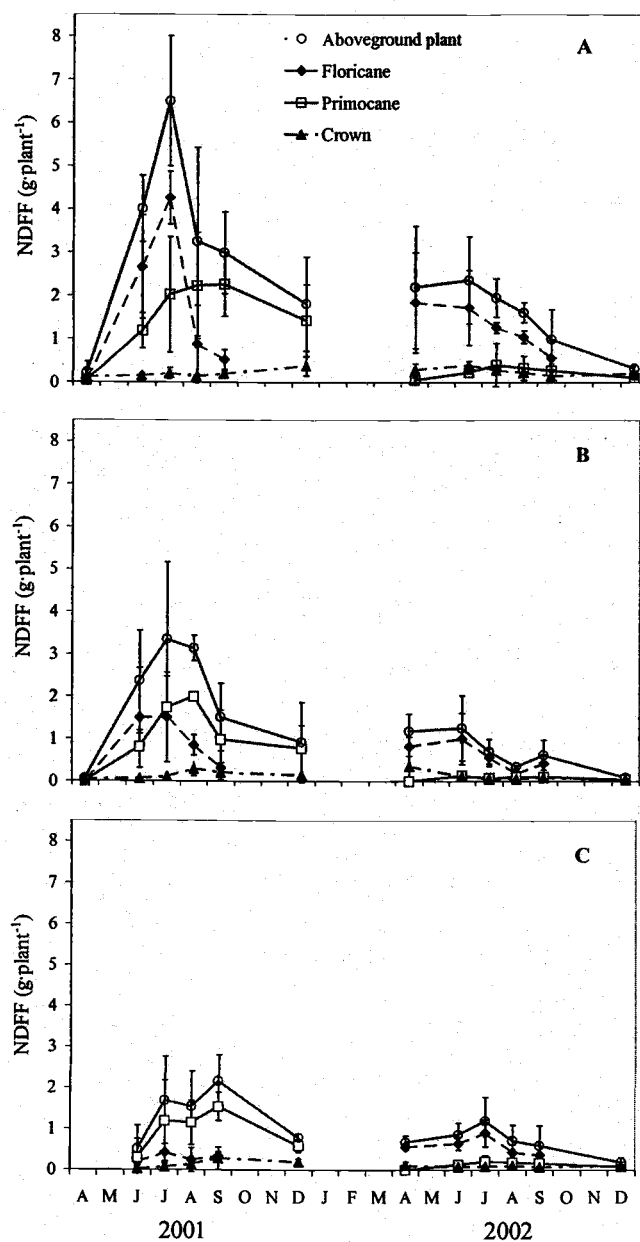 8
7
6
5
4
3
2
1
0
NDFF (g·plant⁻¹)
A
Aboveground plant
Floricane
Primocane
Crown
8
7
6
5
4
3
2
1
0
NDFF (g·plant⁻¹)
B
8
7
6
5
4
3
2
1
0
NDFF (g·plant⁻¹)
C
A M J J A S O N D J F M A M J J A S O N D
2001 2002